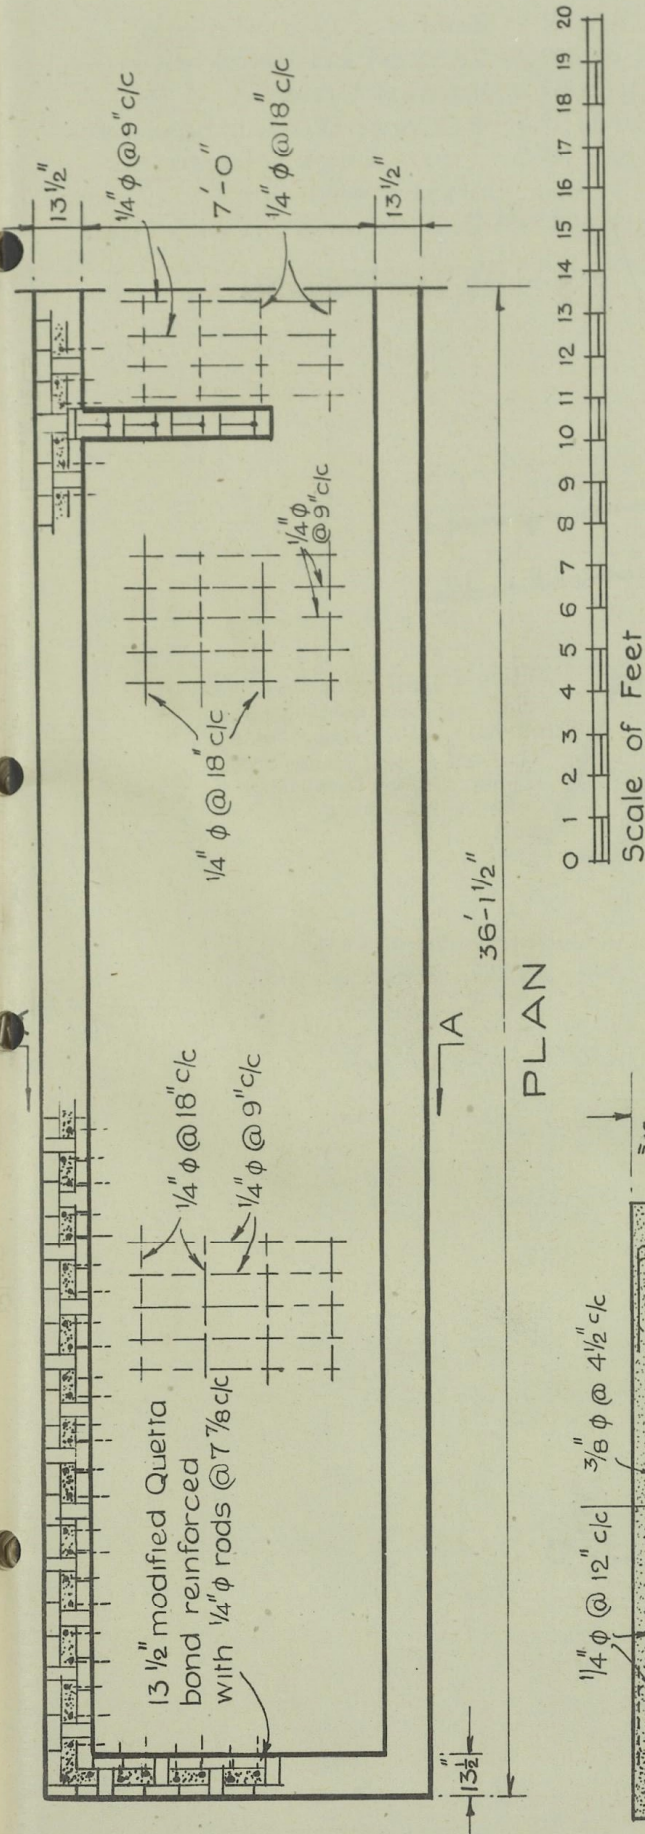 13 1/2"
1/4" φ @ 9" c/c
7'-0"
1/4" φ @ 18" c/c
13 1/2"
1/4" φ
@ 9" c/c
1/4" φ @ 18" c/c
1/4" φ @ 18" c/c
1/4" φ @ 9" c/c
13 1/2" modified Quetta
bond reinforced
with 1/4" φ rods @ 7 7/8 c/c
13 1/2"
36'-1 1/2"
A
PLAN
0 1 2 3 4 5 6 7 8 9 10 11 12 13 14 15 16 17 18 19 20
Scale of Feet
1/4" φ @ 12" c/c
3/8" φ @ 4 1/2" c/c